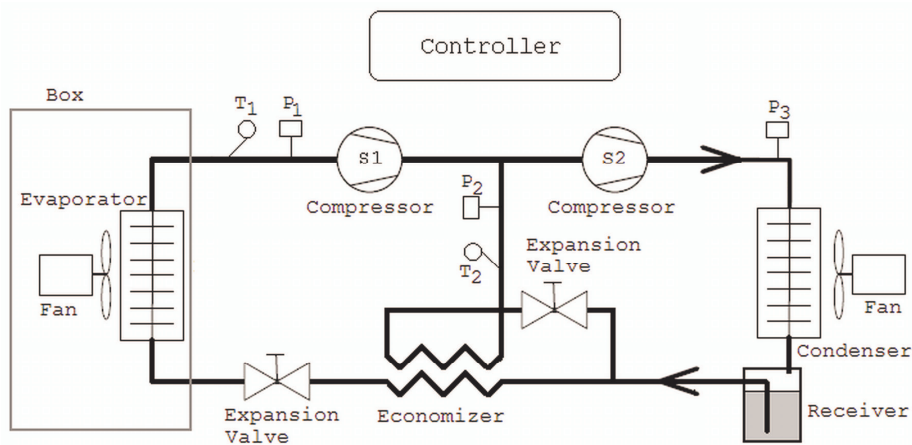 Controller
Box
T1
P1
P3
S1
S2
Evaporator
Compressor
P2
Compressor
Expansion
Valve
T2
Fan
Fan
Condenser
Expansion
Valve
Economizer
Receiver